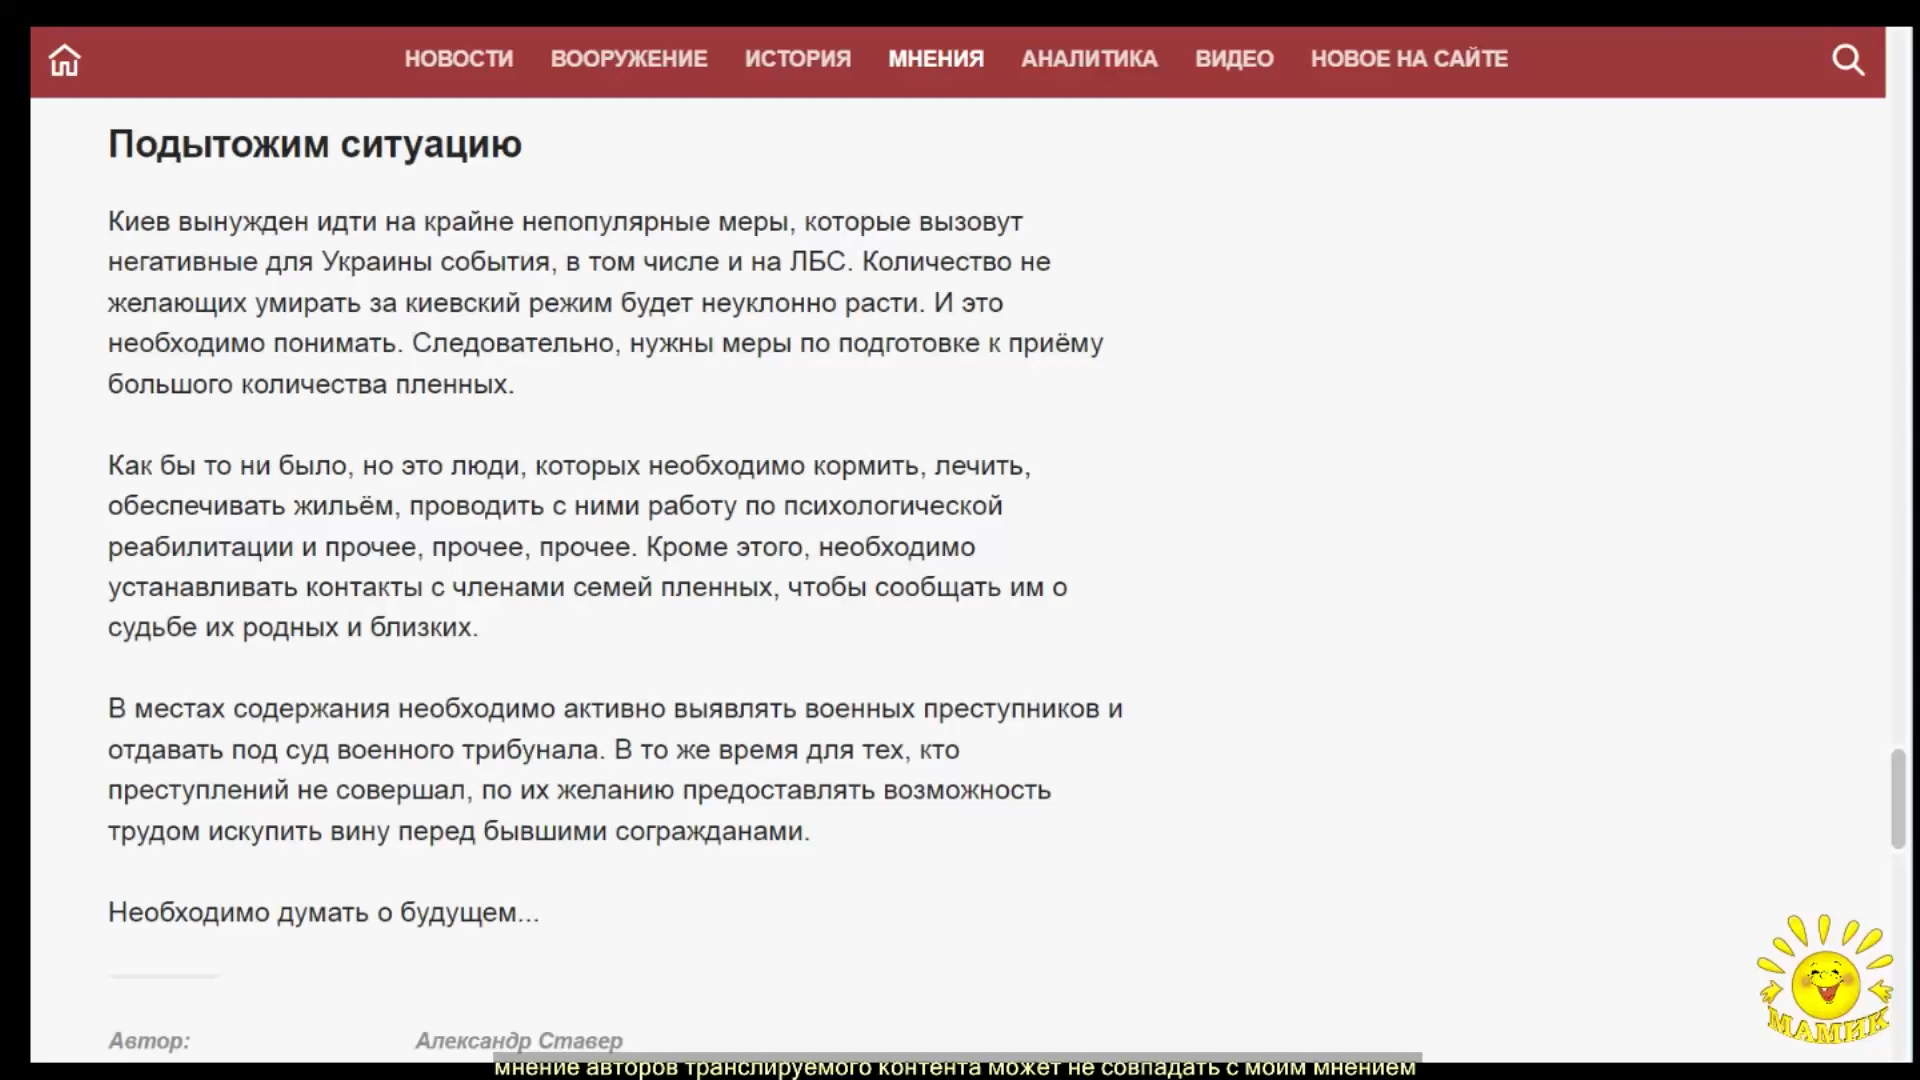 НОВОСТИ ВООРУЖЕНИЕ ИСТОРИЯ МНЕНИЯ АНАЛИТИКА ВИДЕО НОВОЕ НА САЙТЕ
Подытожим ситуацию
Киев вынужден идти на крайне непопулярные меры, которые вызовут
негативные для Украины события, в том числе и на ЛБС. Количество не
желающих умирать за киевский режим будет неуклонно расти. И это
необходимо понимать. Следовательно, нужны меры по подготовке к приёму
большого количества пленных.
Как бы то ни было, но это люди, которых необходимо кормить, лечить,
обеспечивать жильём, проводить с ними работу по психологической
реабилитации и прочее, прочее, прочее. Кроме этого, необходимо
устанавливать контакты с членами семей пленных, чтобы сообщать им о
судьбе их родных и близких.
В местах содержания необходимо активно выявлять военных преступников и
отдавать под суд военного трибунала. В то же время для тех, кто
преступлений не совершал, по их желанию предоставлять возможность
трудом искупить вину перед бывшими согражданами.
Необходимо думать о будущем...
МАМИК
Автор: Александр Ставер
мнение авторов транслируемого контента может не совпадать с моим мнением